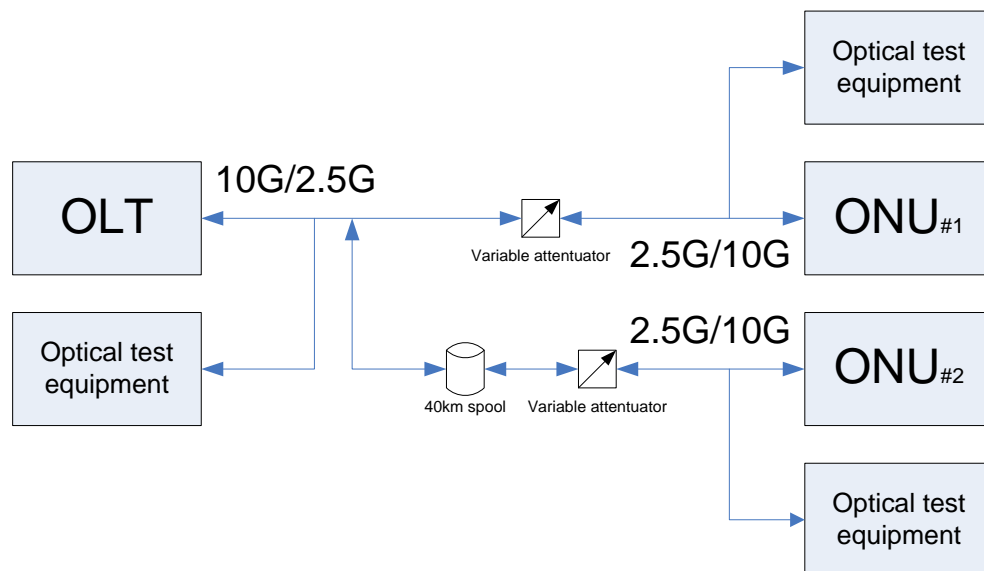 Optical test
equipment
10G/2.5G
OLT
ONU#1
Variable attentuator
2.5G/10G
2.5G/10G
Optical test
equipment
ONU#2
40km spool
Variable attentuator
Optical test
equipment